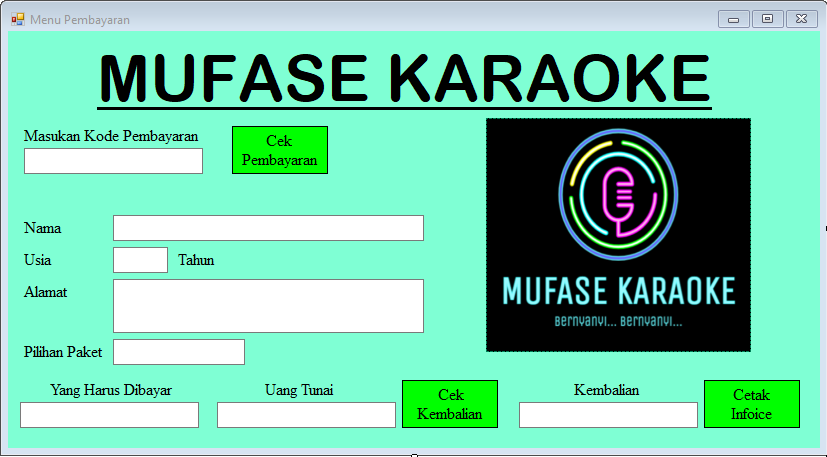 Menu Pembayaran
MUFASE KARAOKE
Masukan Kode Pembayaran
Cek
Pembayaran
MUFASE KARAOKE
Bernyanyi... Bernyanyi...
Nama
Usia
Tahun
Alamat
Pilihan Paket
Yang Harus Dibayar
Uang Tunai
Cek
Kembalian
Kembalian
Cetak
Infoice